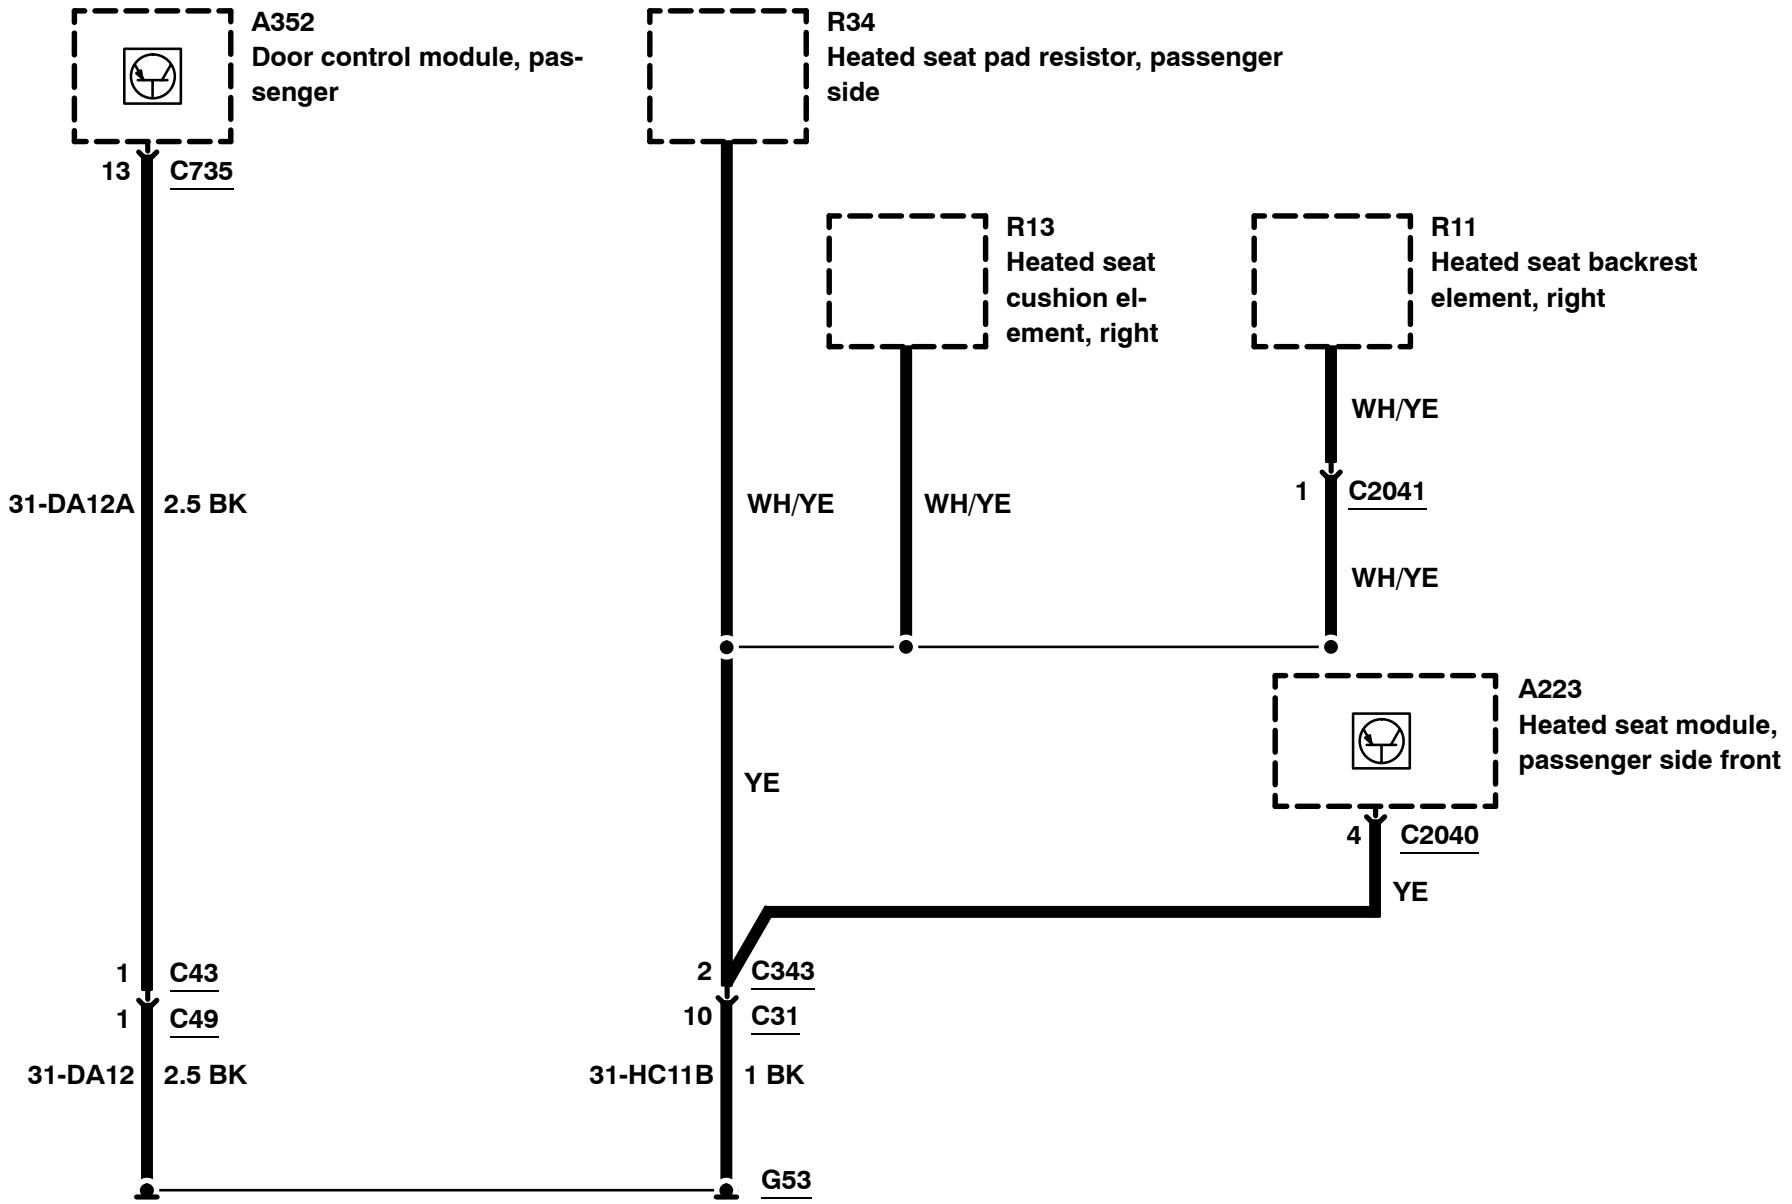 A352
Door control module, pas-
senger
R34
Heated seat pad resistor, passenger
side
13 C735
R13
Heated seat
cushion el-
ement, right
R11
Heated seat backrest
element, right
WH/YE
1 C2041
31-DA12A 2.5 BK
WH/YE
WH/YE
WH/YE
A223
Heated seat module,
passenger side front
YE
4 C2040
YE
1 C43
2 C343
1 C49
10 C31
31-DA12 2.5 BK
31-HC11B 1 BK
G53